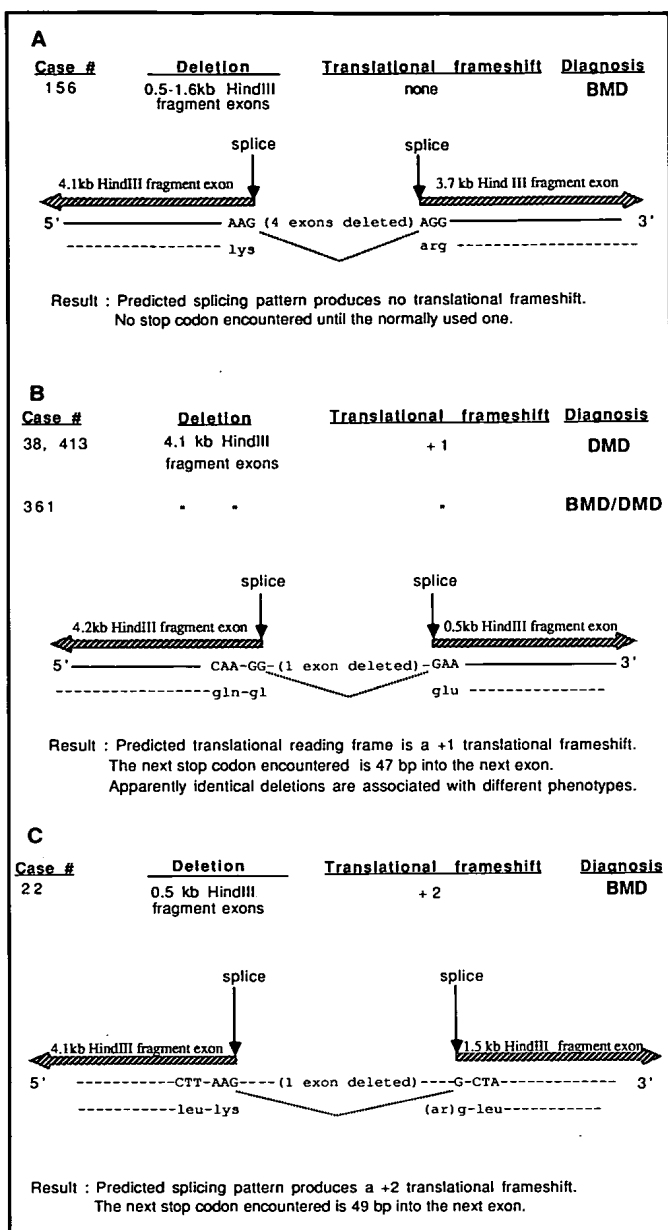 A
Case # Deletion Translational frameshift Diagnosis
156 0.5-1.6kb HindIII none BMD
fragment exons
splice splice
4.1kb HindIII fragment exon 3.7 kb Hind III fragment exon
5' AAG (4 exons deleted) AGG 3'
lys arg
Result : Predicted splicing pattern produces no translational frameshift.
No stop codon encountered until the normally used one.
B
Case # Deletion Translational frameshift Diagnosis
38, 413 4.1 kb HindIII +1 DMD
fragment exons
361 " " " BMD/DMD
splice splice
4.2kb HindIII fragment exon 0.5kb HindIII fragment exon
5' CAA-GG-(1 exon deleted)-GAA 3'
gln-gl glu
Result : Predicted translational reading frame is a +1 translational frameshift.
The next stop codon encountered is 47 bp into the next exon.
Apparently identical deletions are associated with different phenotypes.
C
Case # Deletion Translational frameshift Diagnosis
22 0.5 kb HindIII +2 BMD
fragment exons
splice splice
4.1kb HindIII fragment exon 1.5 kb HindIII fragment exon
5' ----------CTT-AAG----(1 exon deleted)----G-CTA---------- 3'
----------leu-lys (ar)g-leu----------
Result : Predicted splicing pattern produces a +2 translational frameshift.
The next stop codon encountered is 49 bp into the next exon.